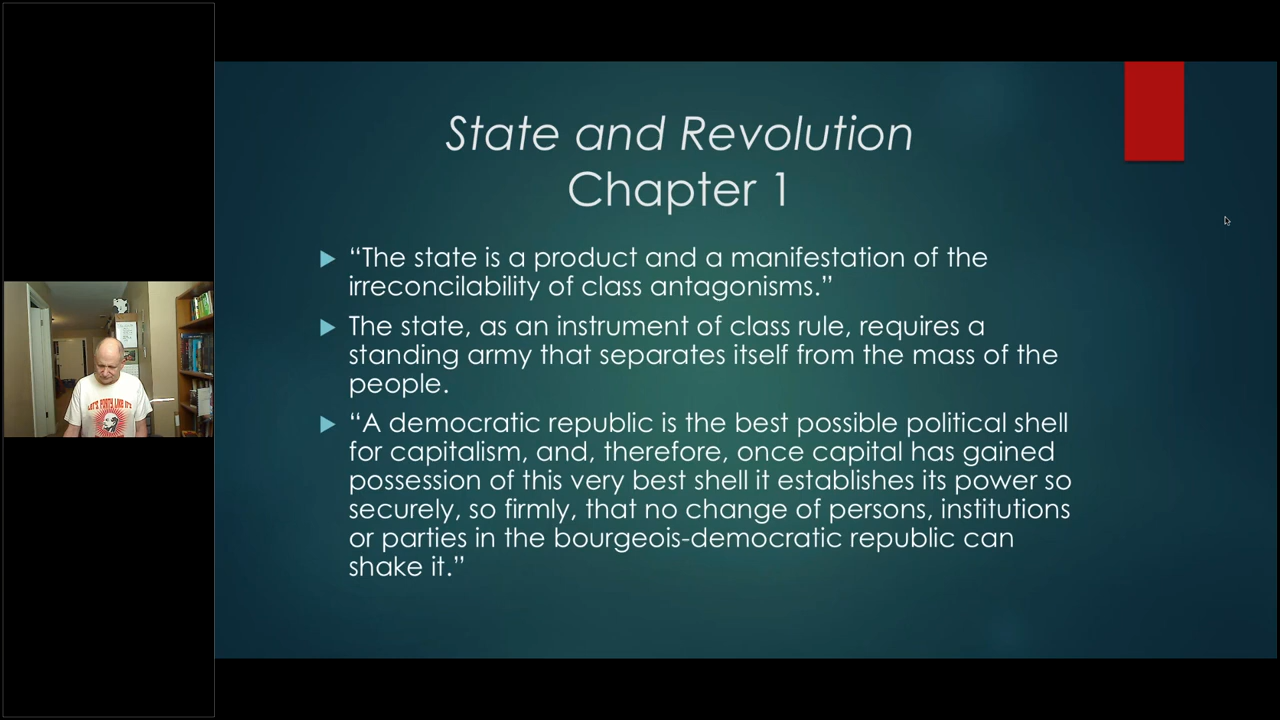 State and Revolution
Chapter 1
“The state is a product and a manifestation of the
irreconcilability of class antagonisms.”
The state, as an instrument of class rule, requires a
standing army that separates itself from the mass of the
people.
“A democratic republic is the best possible political shell
for capitalism, and, therefore, once capital has gained
possession of this very best shell it establishes its power so
securely, so firmly, that no change of persons, institutions
or parties in the bourgeois-democratic republic can
shake it.”
LET'S PARTY LIKE IT'S